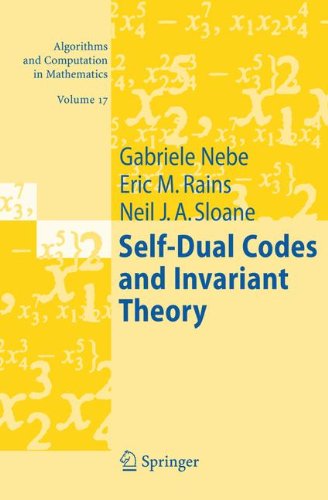 Algorithms
and Computation
in Mathematics
Volume 17
Gabriele Nebe
Eric M. Rains
Neil J. A. Sloane
Self-Dual Codes
and Invariant
Theory
Springer